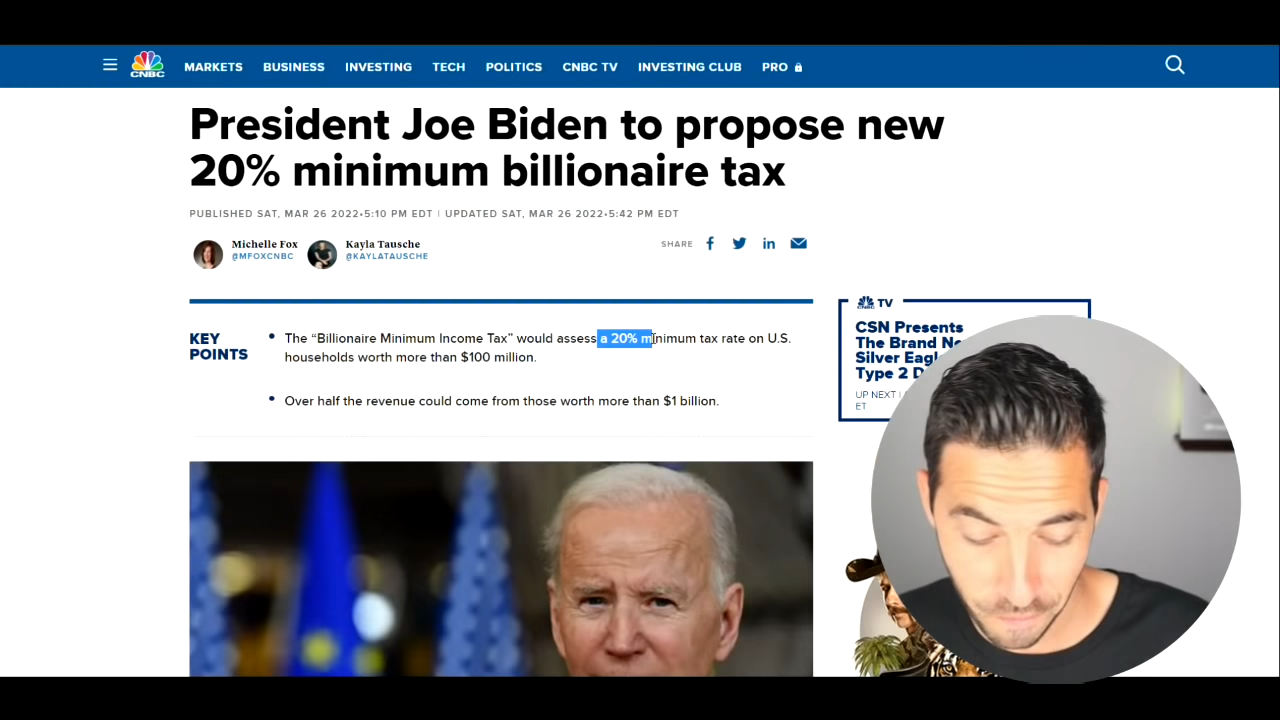 CNBC
MARKETS BUSINESS INVESTING TECH POLITICS CNBC TV INVESTING CLUB PRO
President Joe Biden to propose new
20% minimum billionaire tax
PUBLISHED SAT, MAR 26 2022•5:10 PM EDT | UPDATED SAT, MAR 26 2022•5:42 PM EDT
Michelle Fox
@MFOXCNBC
Kayla Tausche
@KAYLATAUSCHE
SHARE
KEY
POINTS
The “Billionaire Minimum Income Tax” would assess a 20% minimum tax rate on U.S.
households worth more than $100 million.
Over half the revenue could come from those worth more than $1 billion.
CNBC TV
CSN Presents
The Brand
Silver
Type 2
UP NEXT |
ET